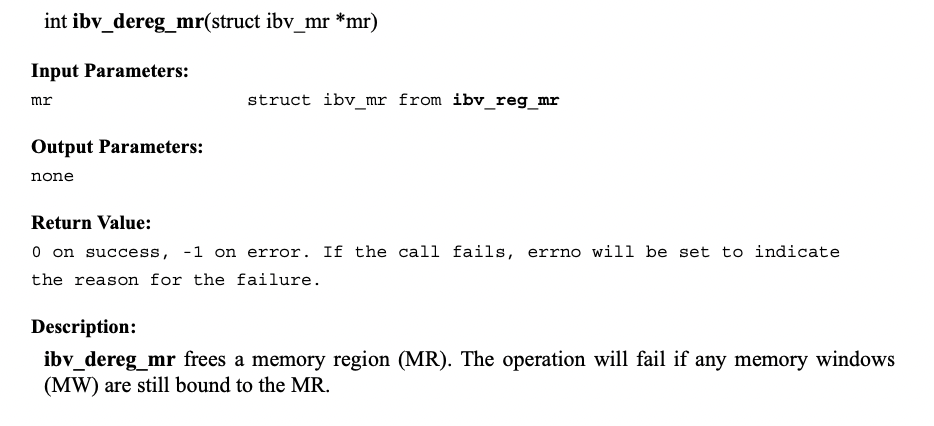 int ibv_dereg_mr(struct ibv_mr *mr)
Input Parameters:
mr struct ibv_mr from ibv_reg_mr
Output Parameters:
none
Return Value:
0 on success, -1 on error. If the call fails, errno will be set to indicate
the reason for the failure.
Description:
ibv_dereg_mr frees a memory region (MR). The operation will fail if any memory windows
(MW) are still bound to the MR.